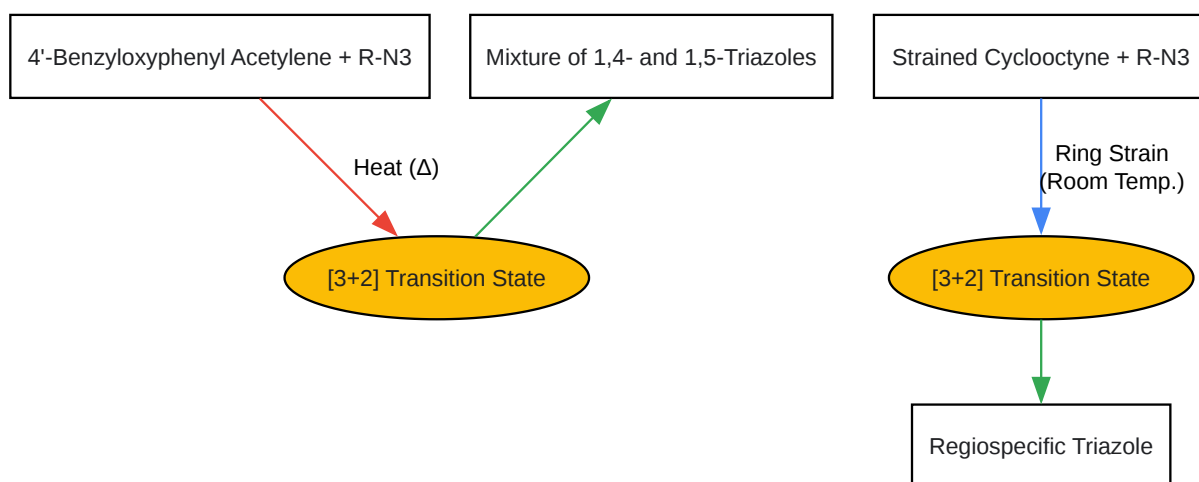 4'-Benzyloxyphenyl Acetylene + R-N3
Mixture of 1,4- and 1,5-Triazoles
Strained Cyclooctyne + R-N3
Heat (Δ)
Ring Strain
(Room Temp.)
[3+2] Transition State
[3+2] Transition State
Regiospecific Triazole